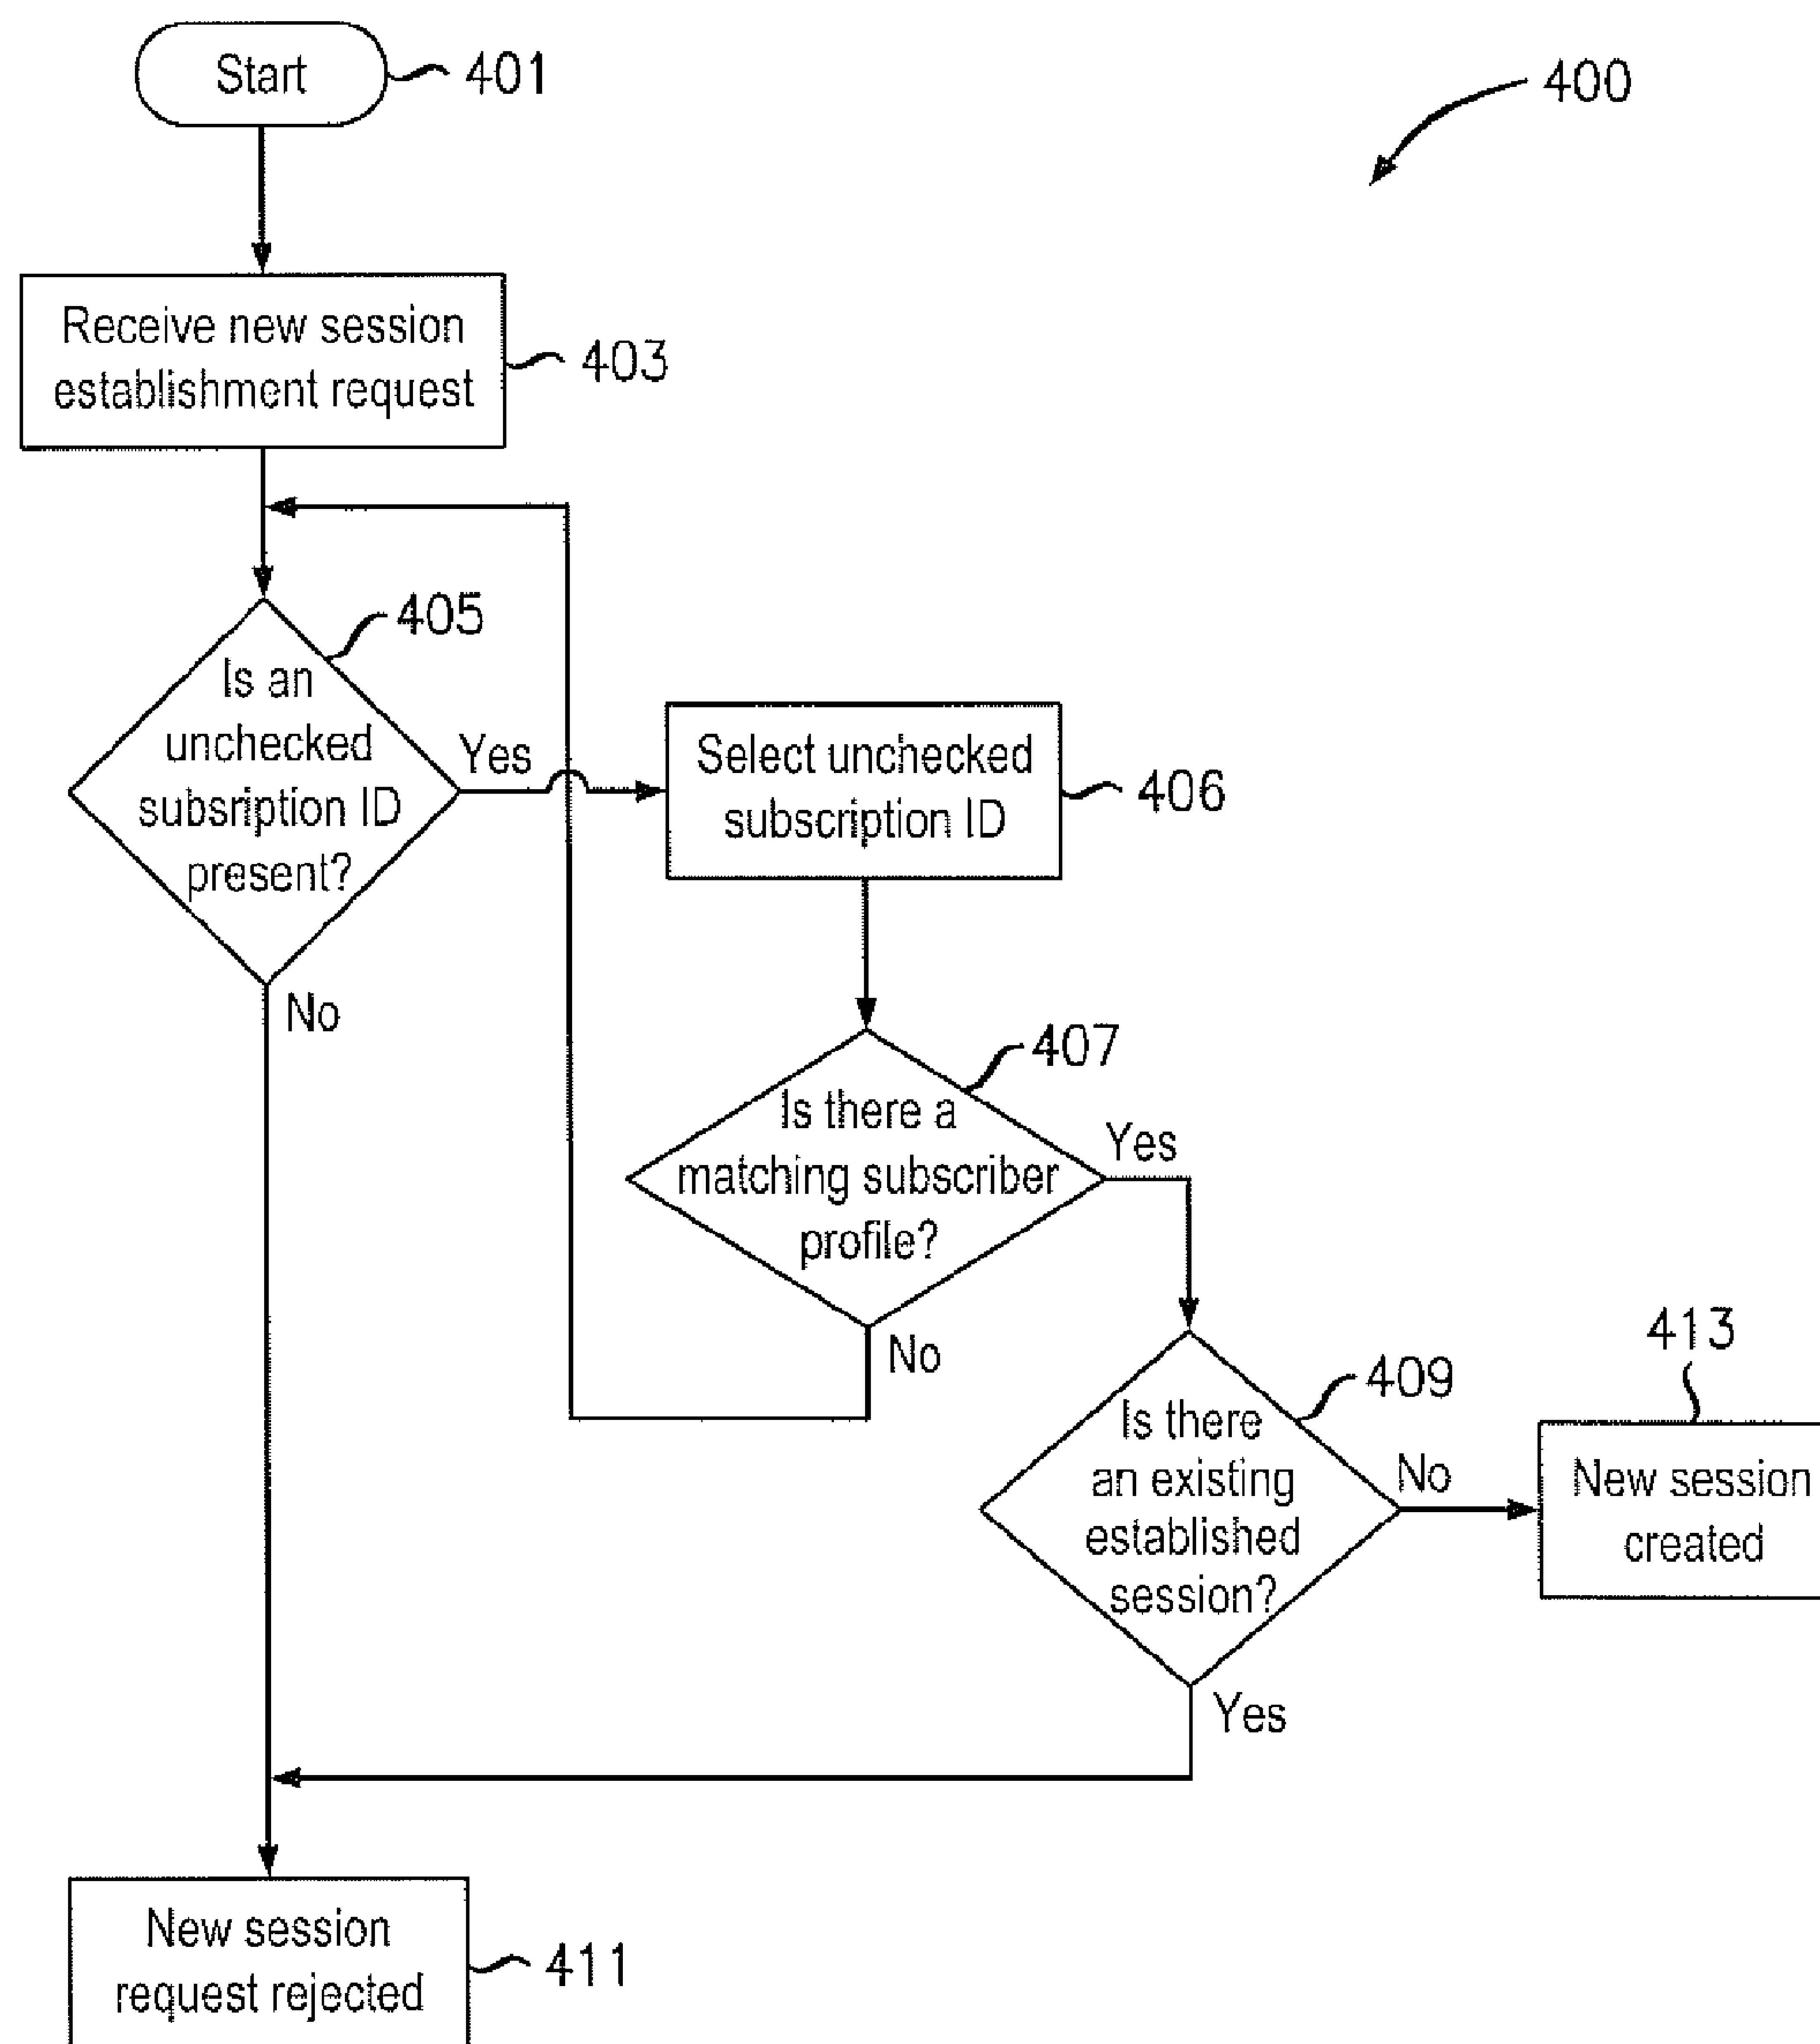 Start
401
400
Receive new session
establishment request
403
405
Is an
unchecked
subsription ID
present?
Yes
No
Select unchecked
subscription ID
406
407
Is there a
matching subscriber
profile?
Yes
No
409
Is there
an existing
established
session?
No
Yes
413
New session
created
New session
request rejected
411